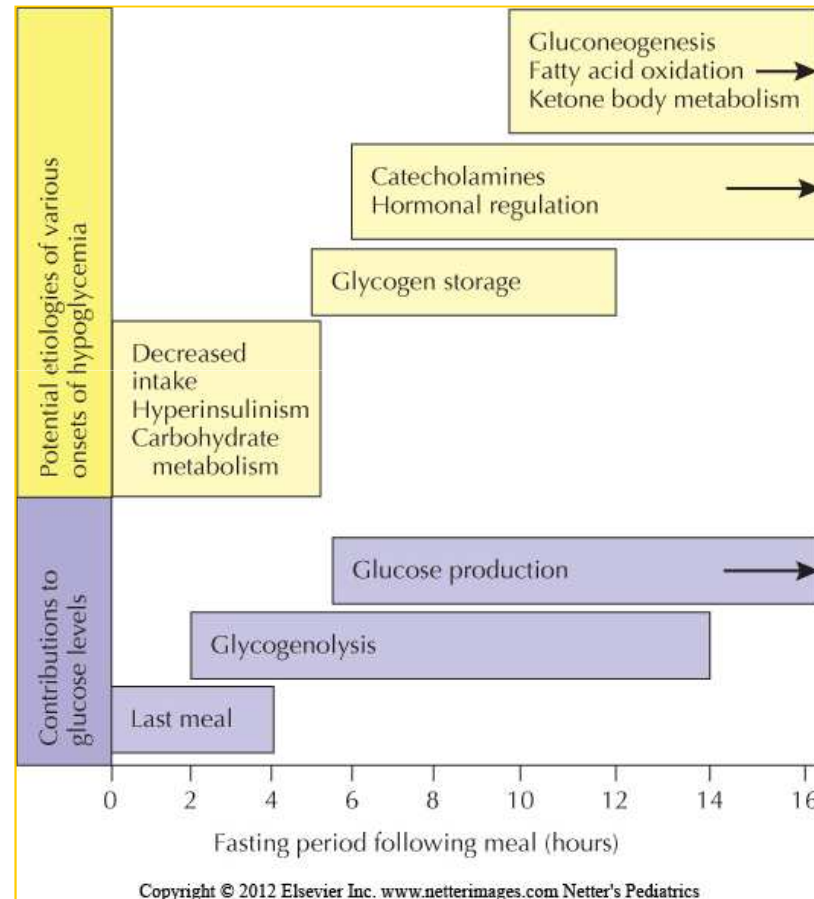 Potential etiologies of various
onsets of hypoglycemia
Gluconeogenesis
Fatty acid oxidation
Ketone body metabolism
Catecholamines
Hormonal regulation
Glycogen storage
Decreased
intake
Hyperinsulinism
Carbohydrate
metabolism
Contributions to
glucose levels
Glucose production
Glycogenolysis
Last meal
0 2 4 6 8 10 12 14 16
Fasting period following meal (hours)
Copyright © 2012 Elsevier Inc. www.netterimages.com Netter's Pediatrics